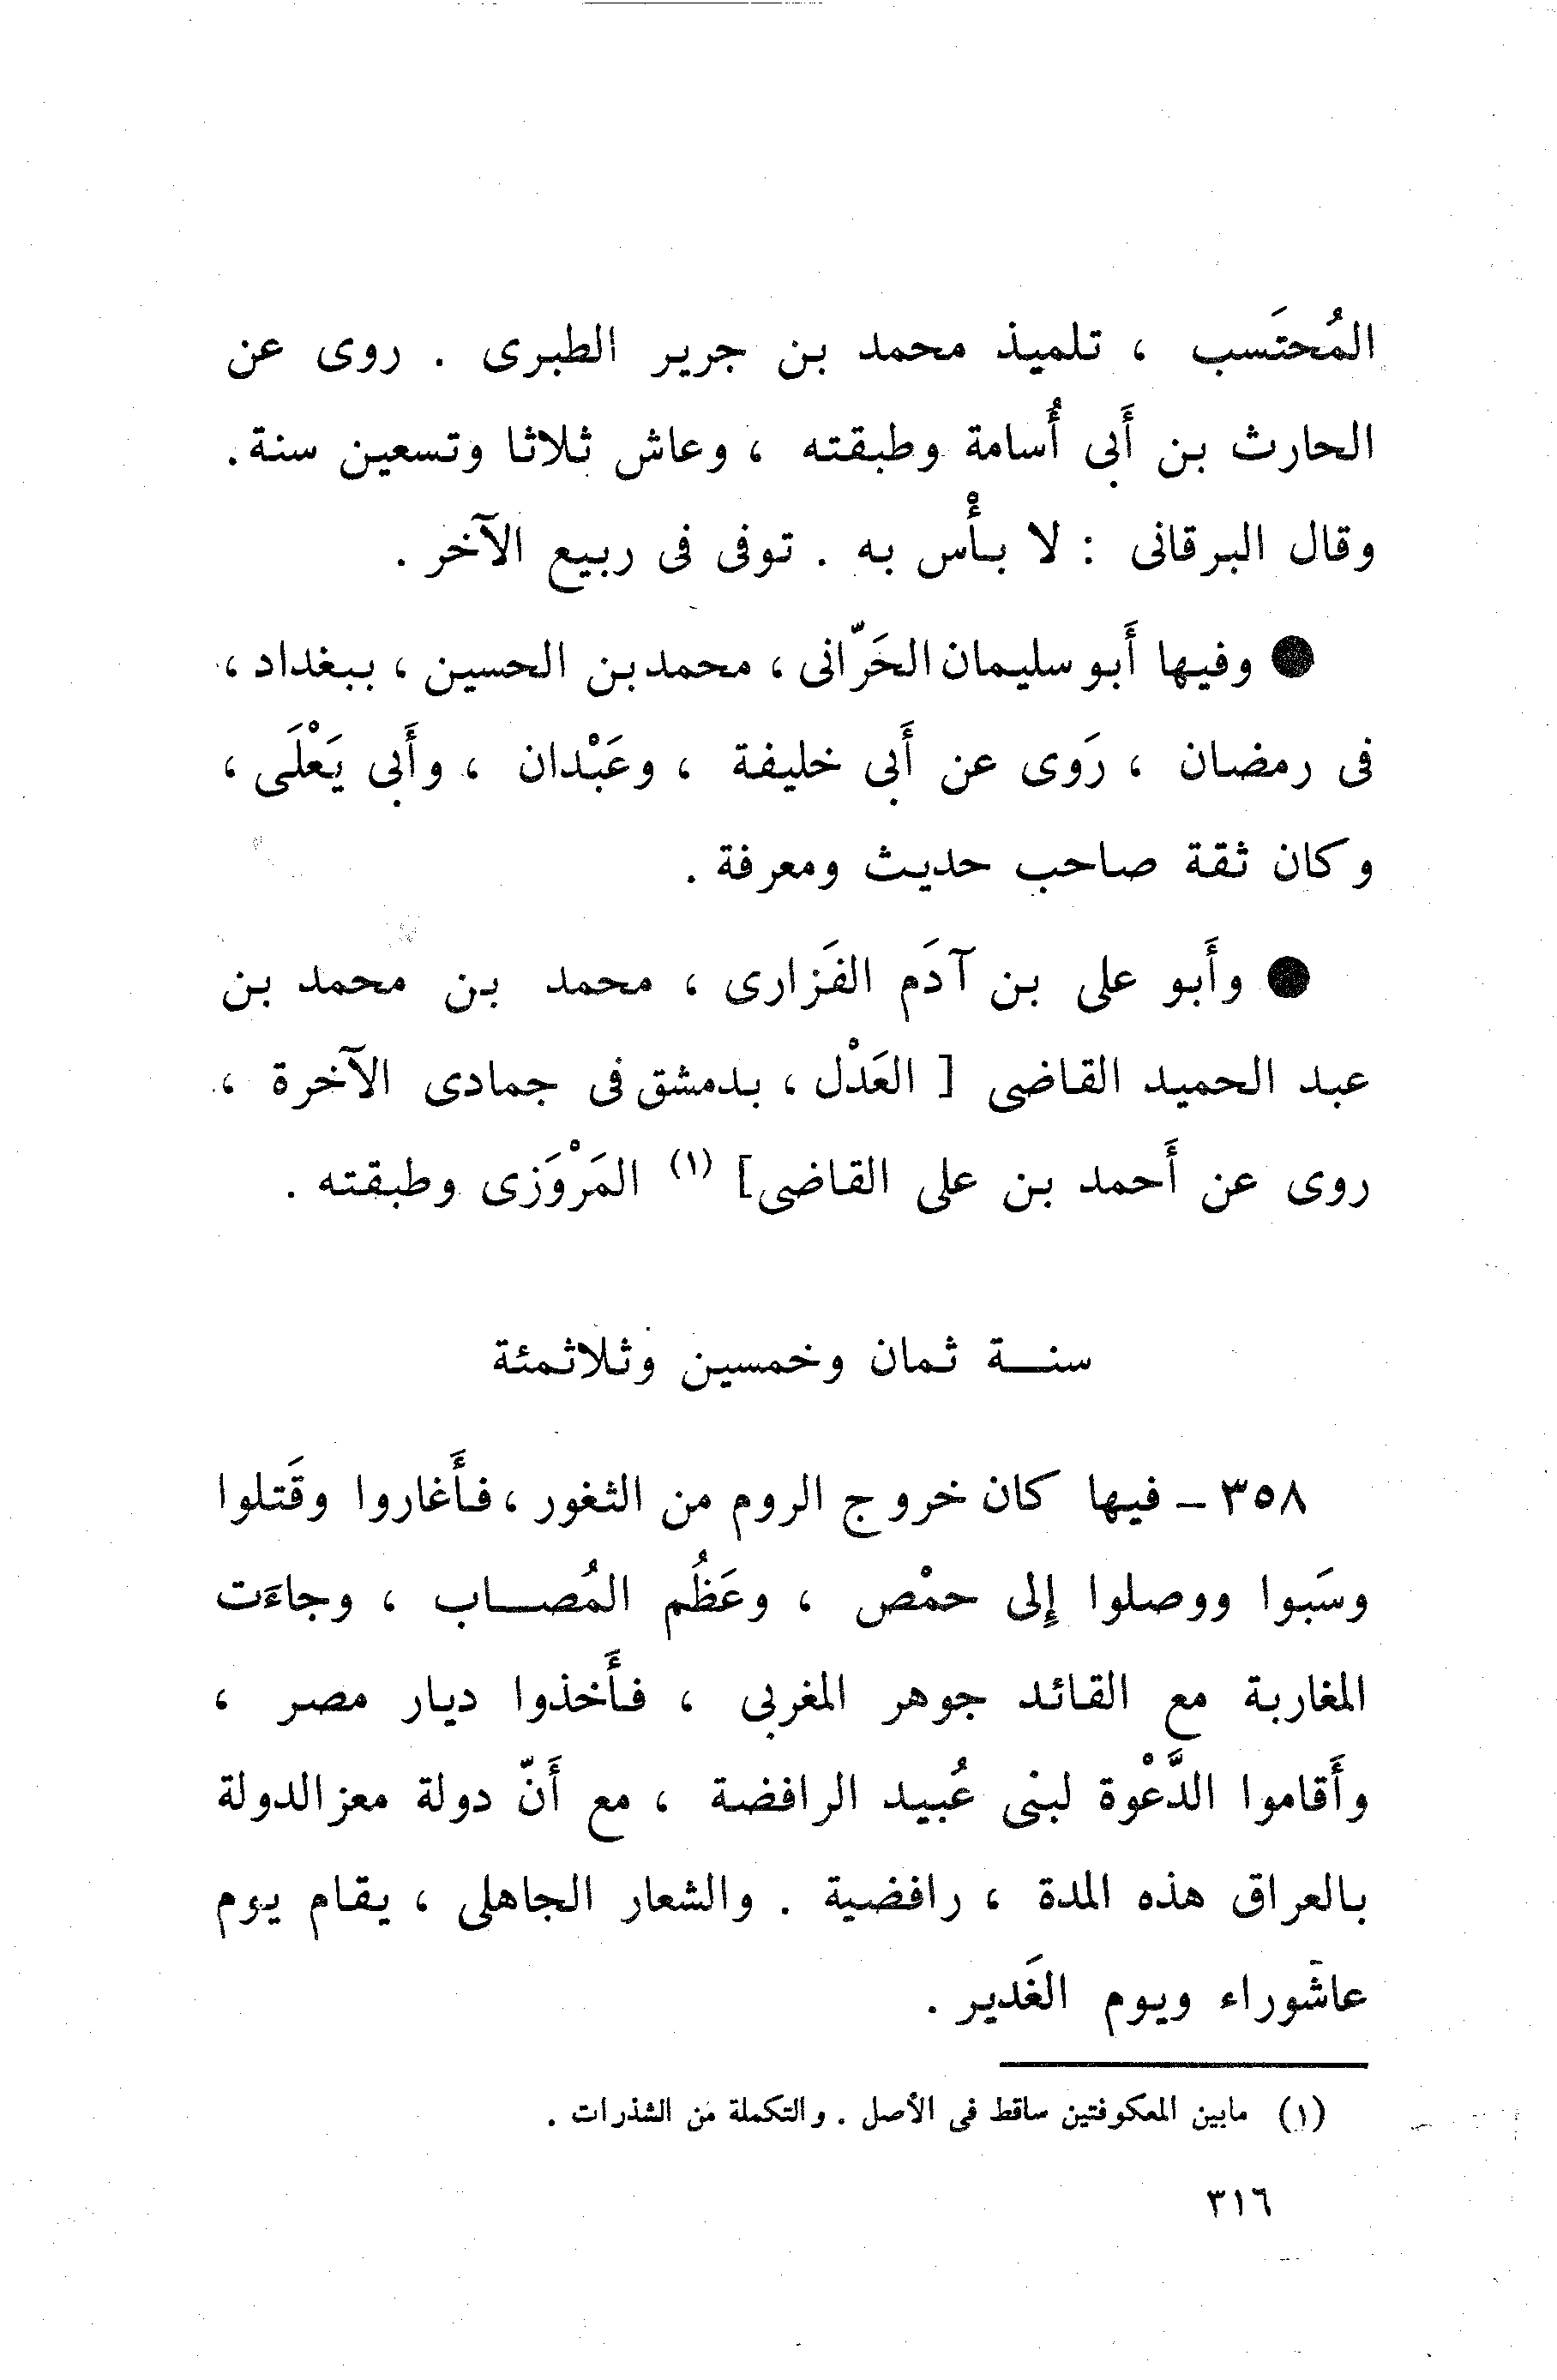 المُحتَسب ، تلميذ محمد بن جرير الطبرى . روى عن
الحارث بن أَبى أُسامة وطبقته ، وعاش ثلاثا وتسعين سنة .
وقال البرقانى : لا بأْس به . توفى فى ربيع الآخر .
● وفيها أَبو سليمان الحَرّانى ، محمد بن الحسين ، ببغداد ،
فى رمضان ، رَوى عن أَبى خليفة ، وعَبْدان ، وأَبى يَعْلَى ،
وكان ثقة صاحب حديث ومعرفة .
● وأَبو على بن آدَم الفَزارى ، محمد بن محمد بن
عبد الحميد القاضى [ العَدْل ، بدمشق فى جمادى الآخرة ،
روى عن أَحمد بن على القاضى] (١) المَرْوَزى وطبقته .
سنة ثمان وخمسين وثلاثمئة
٣٥٨ – فيها كان خروج الروم من الثغور ، فأَغاروا وقَتلوا
وسَبوا ووصلوا إِلى حمْص ، وعَظُم المُصاب ، وجاءَت
المغاربة مع القائد جوهر المغربى ، فأَخذوا ديار مصر ،
وأَقاموا الدَّعْوة لبنى عُبيد الرافضة ، مع أَنّ دولة معز الدولة
بالعراق هذه المدة ، رافضية . والشعار الجاهلى ، يقام يوم
عاشوراء ويوم الغَدير .
(١) مابين المعكوفتين ساقط فى الأصل . والتكملة من الشذرات .
٣١٦